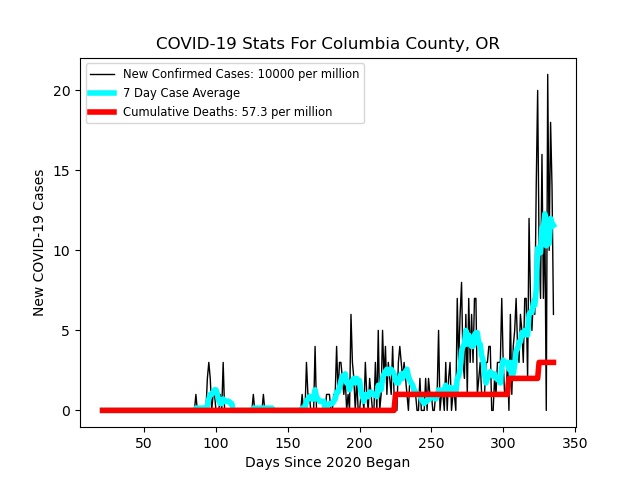 COVID-19 Stats For Columbia County, OR
New Confirmed Cases: 10000 per million
7 Day Case Average
Cumulative Deaths: 57.3 per million
New COVID-19 Cases
20
15
10
5
0
50 100 150 200 250 300 350
Days Since 2020 Began